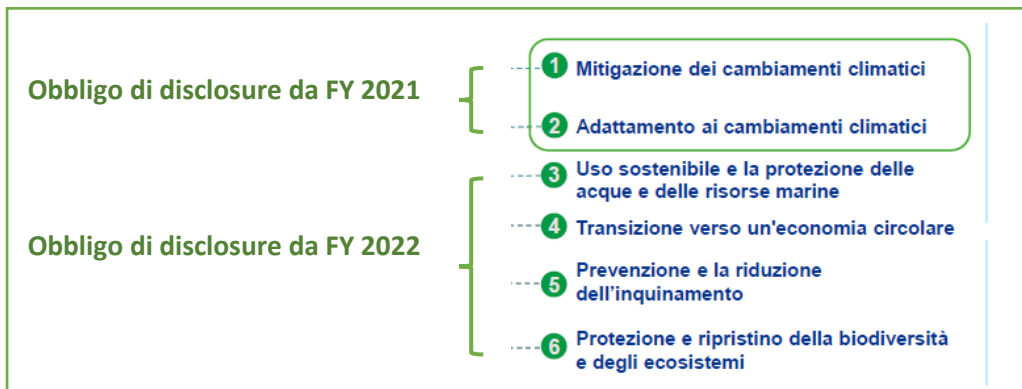 Obbligo di disclosure da FY 2021
1 Mitigazione dei cambiamenti climatici
2 Adattamento ai cambiamenti climatici
Obbligo di disclosure da FY 2022
3 Uso sostenibile e la protezione delle
acque e delle risorse marine
4 Transizione verso un'economia circolare
5 Prevenzione e la riduzione
dell’inquinamento
6 Protezione e ripristino della biodiversità
e degli ecosistemi